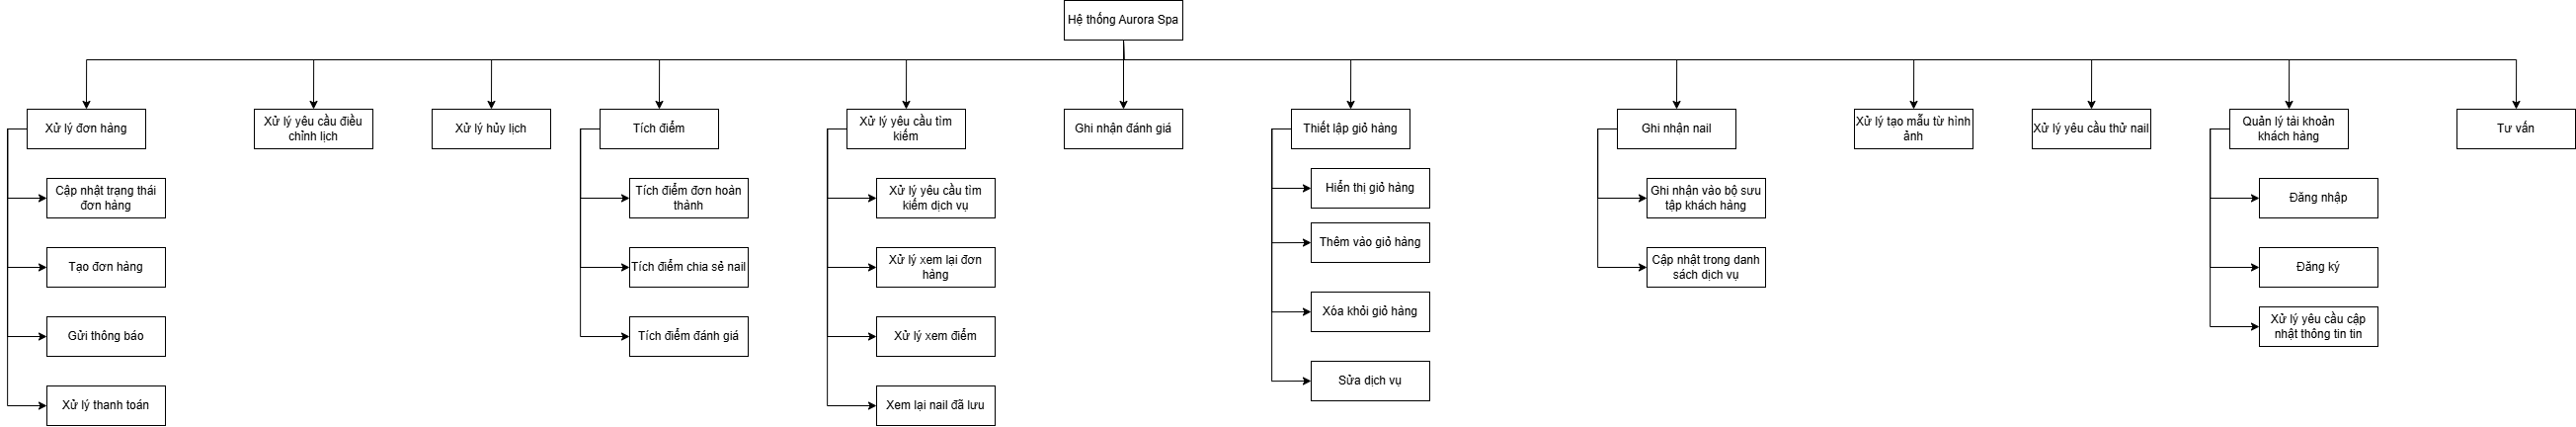 Hệ thống Aurora Spa
Xử lý đơn hàng
Xử lý yêu cầu điều
chỉnh lịch
Xử lý hủy lịch
Tích điểm
Xử lý yêu cầu tìm
kiếm
Ghi nhận đánh giá
Thiết lập giỏ hàng
Ghi nhận nail
Xử lý tạo mẫu từ hình
ảnh
Xử lý yêu cầu thử nail
Quản lý tài khoản
khách hàng
Tư vấn
Cập nhật trạng thái
đơn hàng
Tạo đơn hàng
Gửi thông báo
Xử lý thanh toán
Tích điểm đơn hoàn
thành
Tích điểm chia sẻ nail
Tích điểm đánh giá
Xử lý yêu cầu tìm
kiếm dịch vụ
Xử lý xem lại đơn
hàng
Xử lý xem điểm
Xem lại nail đã lưu
Hiển thị giỏ hàng
Thêm vào giỏ hàng
Xóa khỏi giỏ hàng
Sửa dịch vụ
Ghi nhận vào bộ sưu
tập khách hàng
Cập nhật trong danh
sách dịch vụ
Đăng nhập
Đăng ký
Xử lý yêu cầu cập
nhật thông tin tin